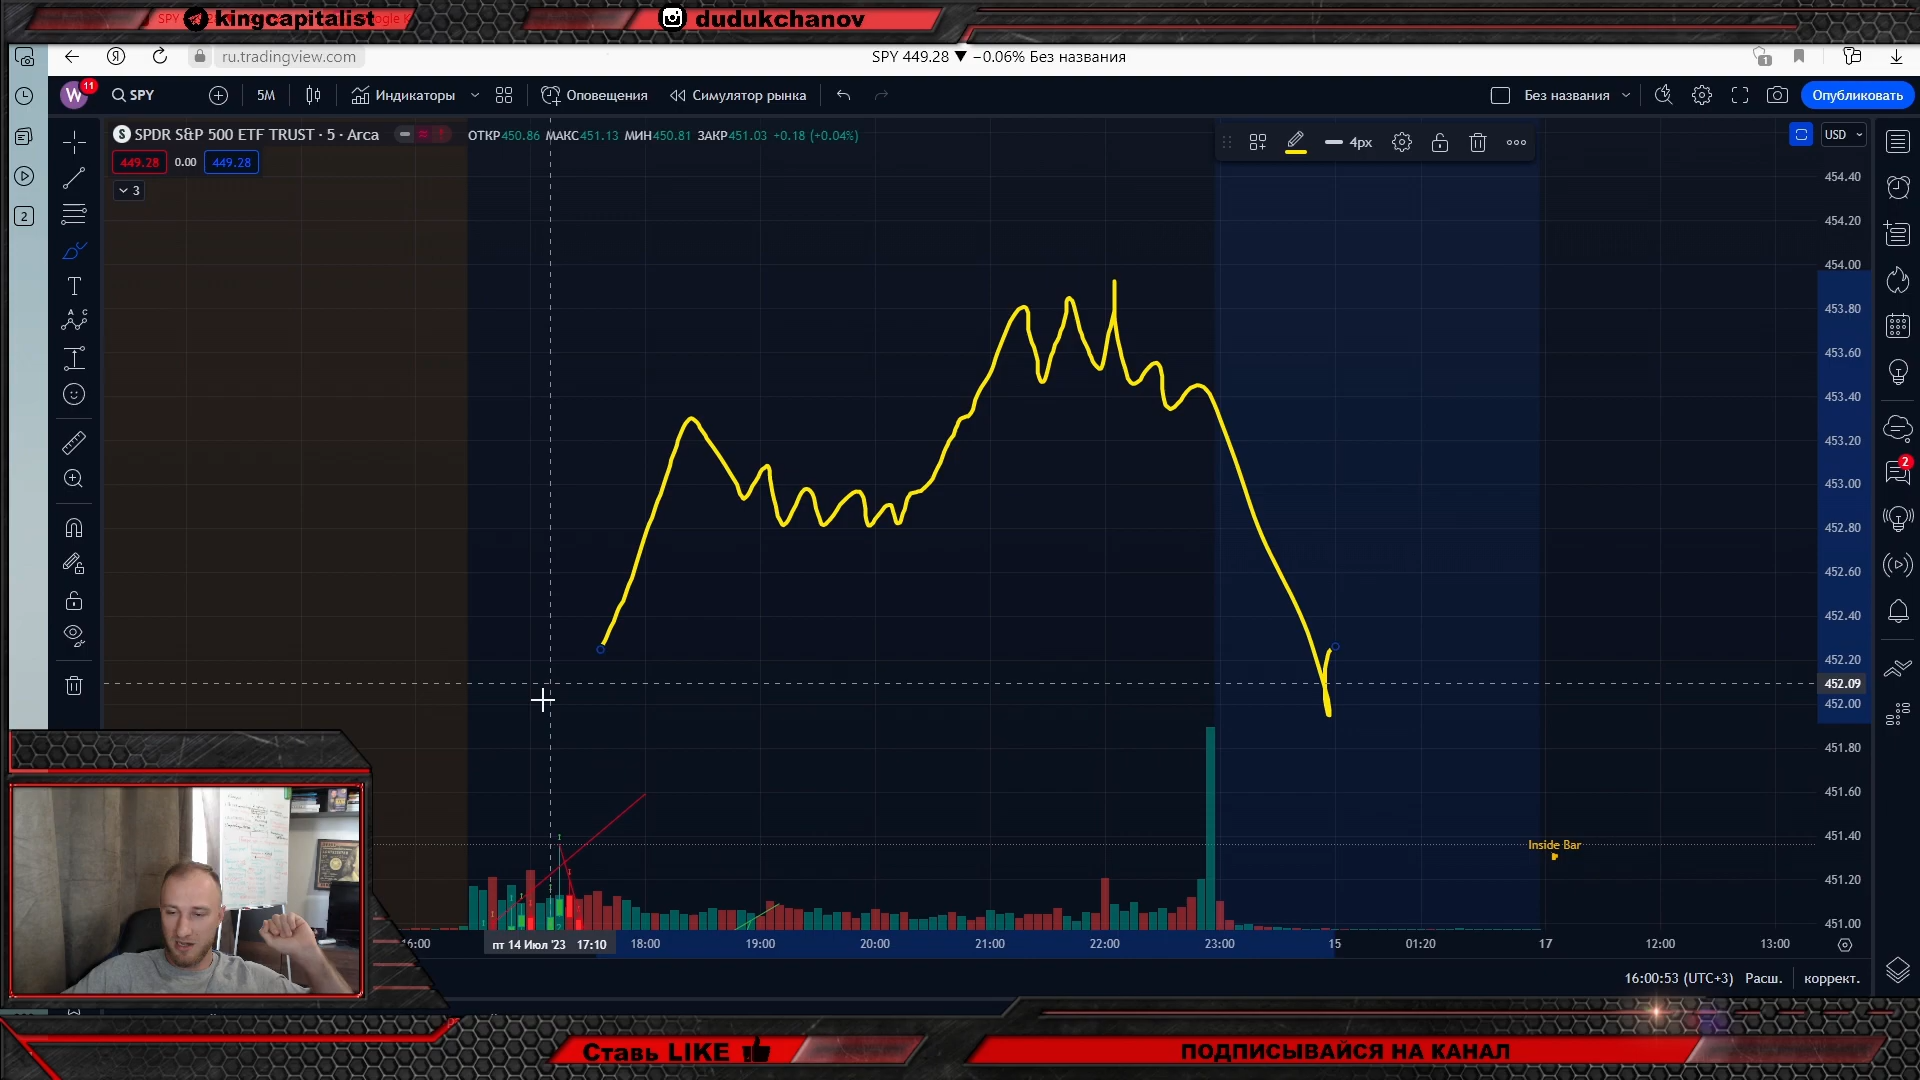 kingcapitalist
dudukchanov
ru.tradingview.com
SPY 449.28 ▼ −0.06% Без названия
1
11
SPY
5М
Индикаторы
Оповещения
Симулятор рынка
Без названия
Опубликовать
SPDR S&P 500 ETF TRUST · 5 · Arca
ОТКР450.86 МАКС451.13 МИН450.81 ЗАКР451.03 +0.18 (+0.04%)
4px
USD
449.28 0.00 449.28
3
2
454.40
454.20
454.00
453.80
453.60
453.40
453.20
453.00
452.80
452.60
452.40
452.20
452.09
452.00
451.80
451.60
451.40
451.20
451.00
2
Inside Bar
16:00 пт 14 Июл '23 17:10 18:00 19:00 20:00 21:00 22:00 23:00 15 01:20 17 12:00 13:00
16:00:53 (UTC+3) Расш. коррект.
Ставь LIKE
ПОДПИСЫВАЙСЯ НА КАНАЛ